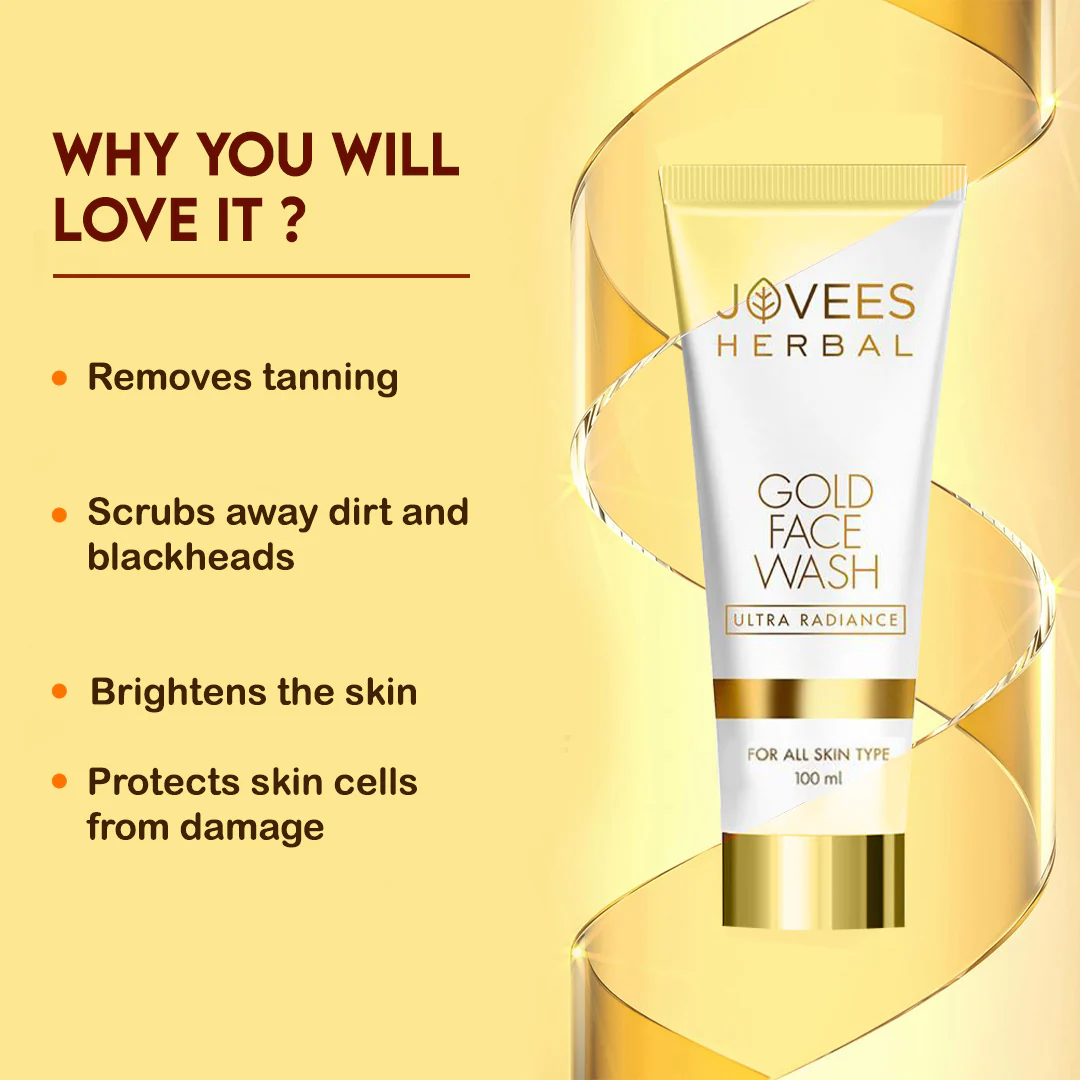 WHY YOU WILL
LOVE IT ?
Removes tanning
Scrubs away dirt and
blackheads
Brightens the skin
Protects skin cells
from damage
JOVEES
HERBAL
GOLD
FACE
WASH
ULTRA RADIANCE
FOR ALL SKIN TYPE
100 ml